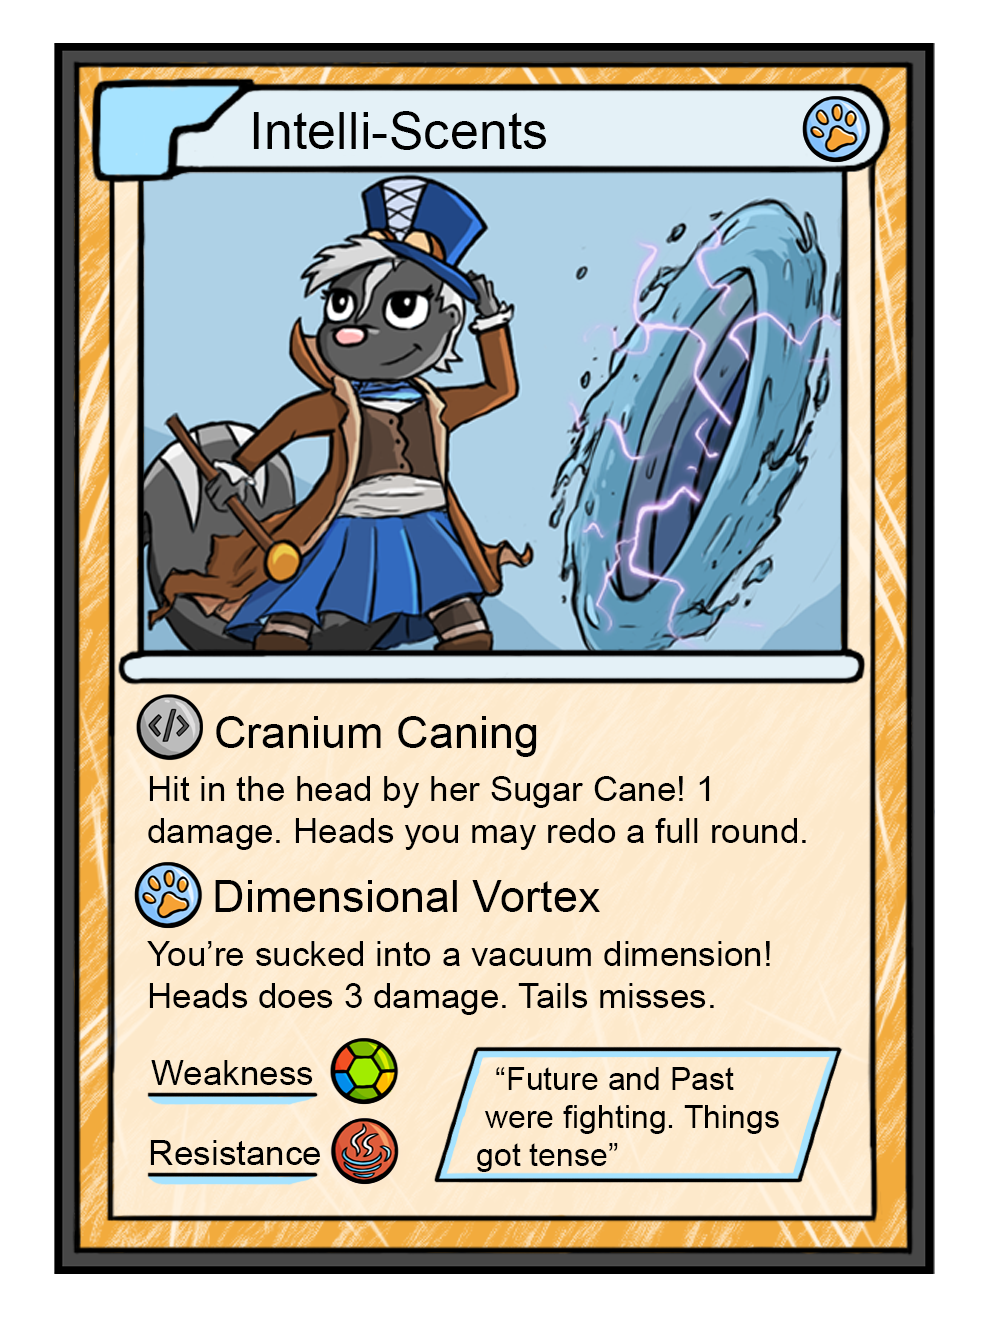 Intelli-Scents
</>
Cranium Caning
Hit in the head by her Sugar Cane! 1
damage. Heads you may redo a full round.
Dimensional Vortex
You’re sucked into a vacuum dimension!
Heads does 3 damage. Tails misses.
Weakness
Resistance
“Future and Past
were fighting. Things
got tense”